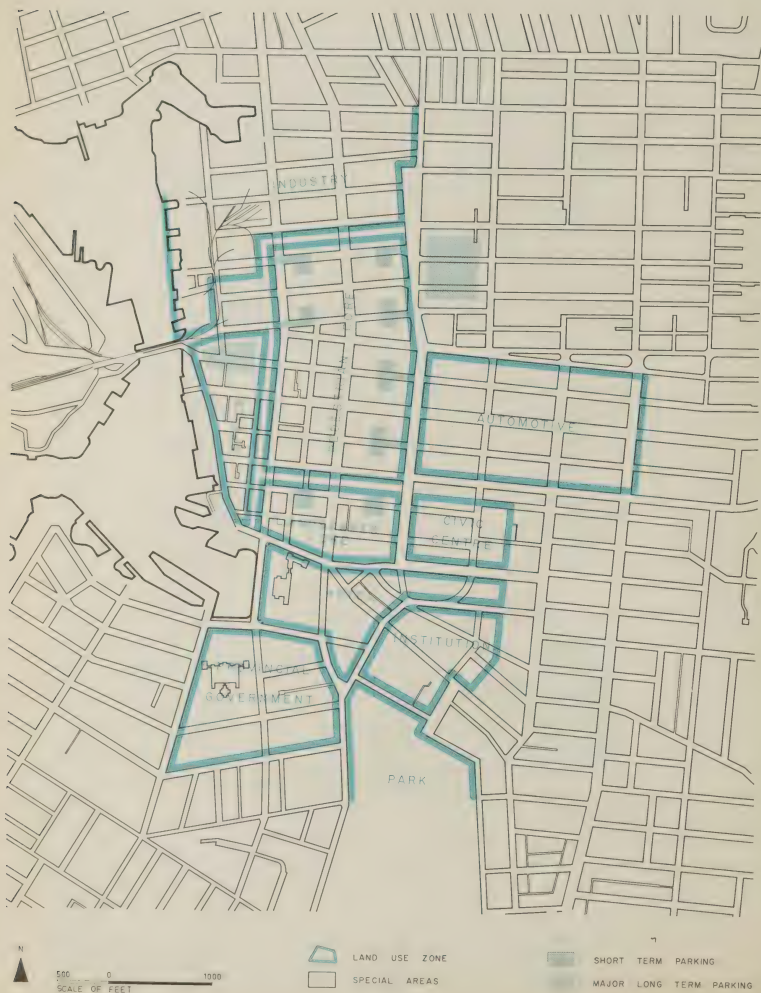 INDUSTRY
AUTOMOTIVE
CIVIC
CENTRE
INSTITUTION
GOVERNMENT
PARK
N
500 0 1000
SCALE OF FEET
LAND USE ZONE
SPECIAL AREAS
SHORT TERM PARKING
MAJOR LONG TERM PARKING